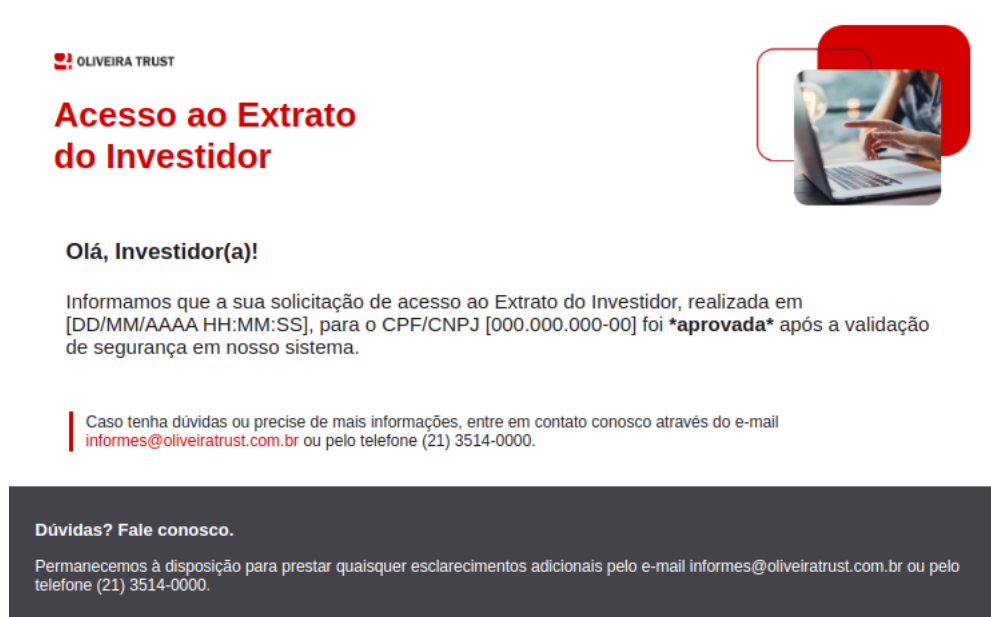 OLIVEIRA TRUST
Acesso ao Extrato
do Investidor
Olá, Investidor(a)!
Informamos que a sua solicitação de acesso ao Extrato do Investidor, realizada em
[DD/MM/AAAA HH:MM:SS], para o CPF/CNPJ [000.000.000-00] foi *aprovada* após a validação
de segurança em nosso sistema.
Caso tenha dúvidas ou precise de mais informações, entre em contato conosco através do e-mail
informes@oliveiratrust.com.br ou pelo telefone (21) 3514-0000.
Dúvidas? Fale conosco.
Permanecemos à disposição para prestar quaisquer esclarecimentos adicionais pelo e-mail informes@oliveiratrust.com.br ou pelo
telefone (21) 3514-0000.